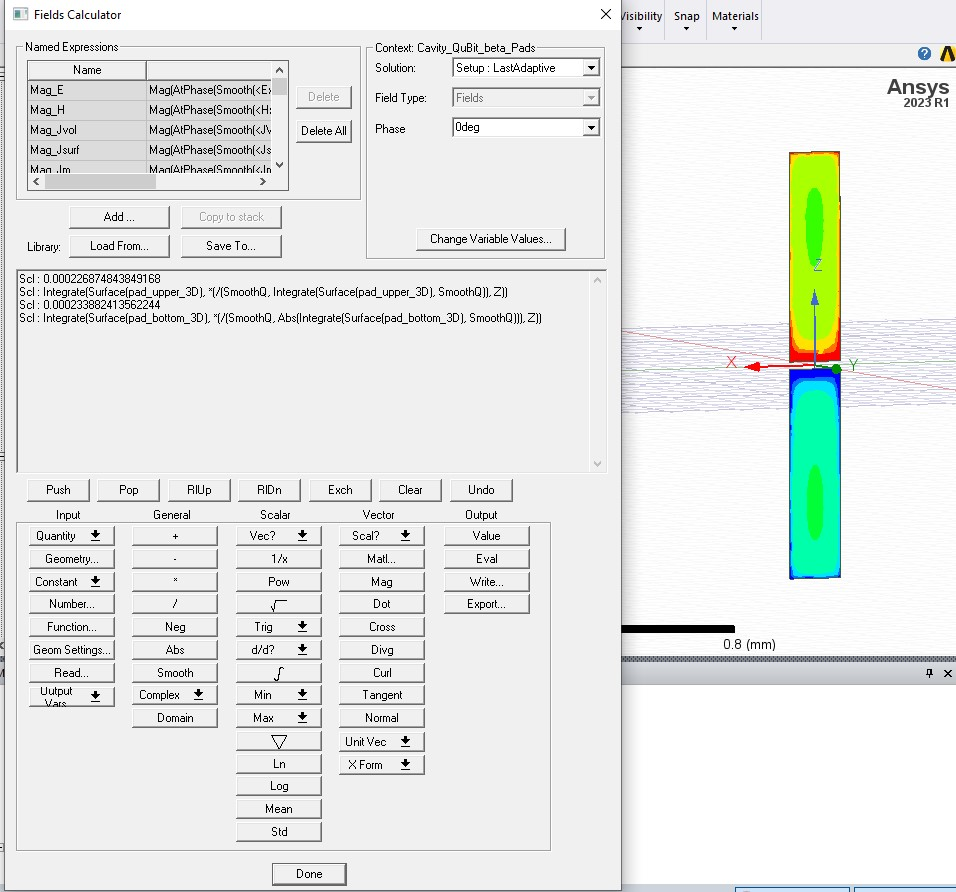 Fields Calculator
Visibility
Snap
Materials
Named Expressions
Name
Mag_E
Mag(AtPhase(Smooth(<Ex
Mag_H
Mag(AtPhase(Smooth(<Hx
Mag_Jvol
Mag(AtPhase(Smooth(<JV
Mag_Jsurf
Mag(AtPhase(Smooth(<Js
Mag_Jm
Mag(AtPhase(Smooth(<Jn
Delete
Delete All
Context: Cavity_QuBit_beta_Pads
Solution:
Setup : LastAdaptive
Field Type:
Fields
Phase
0deg
Change Variable Values...
Add ...
Copy to stack
Library:
Load From...
Save To...
Scl : 0.000226874843849168
Scl : Integrate(Surface(pad_upper_3D), *(/(SmoothQ, Integrate(Surface(pad_upper_3D), SmoothQ)), Z))
Scl : 0.000233882413562244
Scl : Integrate(Surface(pad_bottom_3D), *(/(SmoothQ, Abs(Integrate(Surface(pad_bottom_3D), SmoothQ))), Z))
Push
Pop
RlUp
RlDn
Exch
Clear
Undo
Input
General
Scalar
Vector
Output
Quantity
+
Vec?
Scal?
Value
Geometry...
-
1/x
Matl...
Eval
Constant
*
Pow
Mag
Write...
Number...
/
√
Dot
Export...
Function...
Neg
Trig
Cross
Geom Settings...
Abs
d/d?
Divg
Read...
Smooth
∫
Curl
Output Vars
Complex
Min
Tangent
Domain
Max
Normal
▽
Unit Vec
Ln
X Form
Log
Mean
Std
Done
Ansys
2023 R1
Z
X
Y
0.8 (mm)